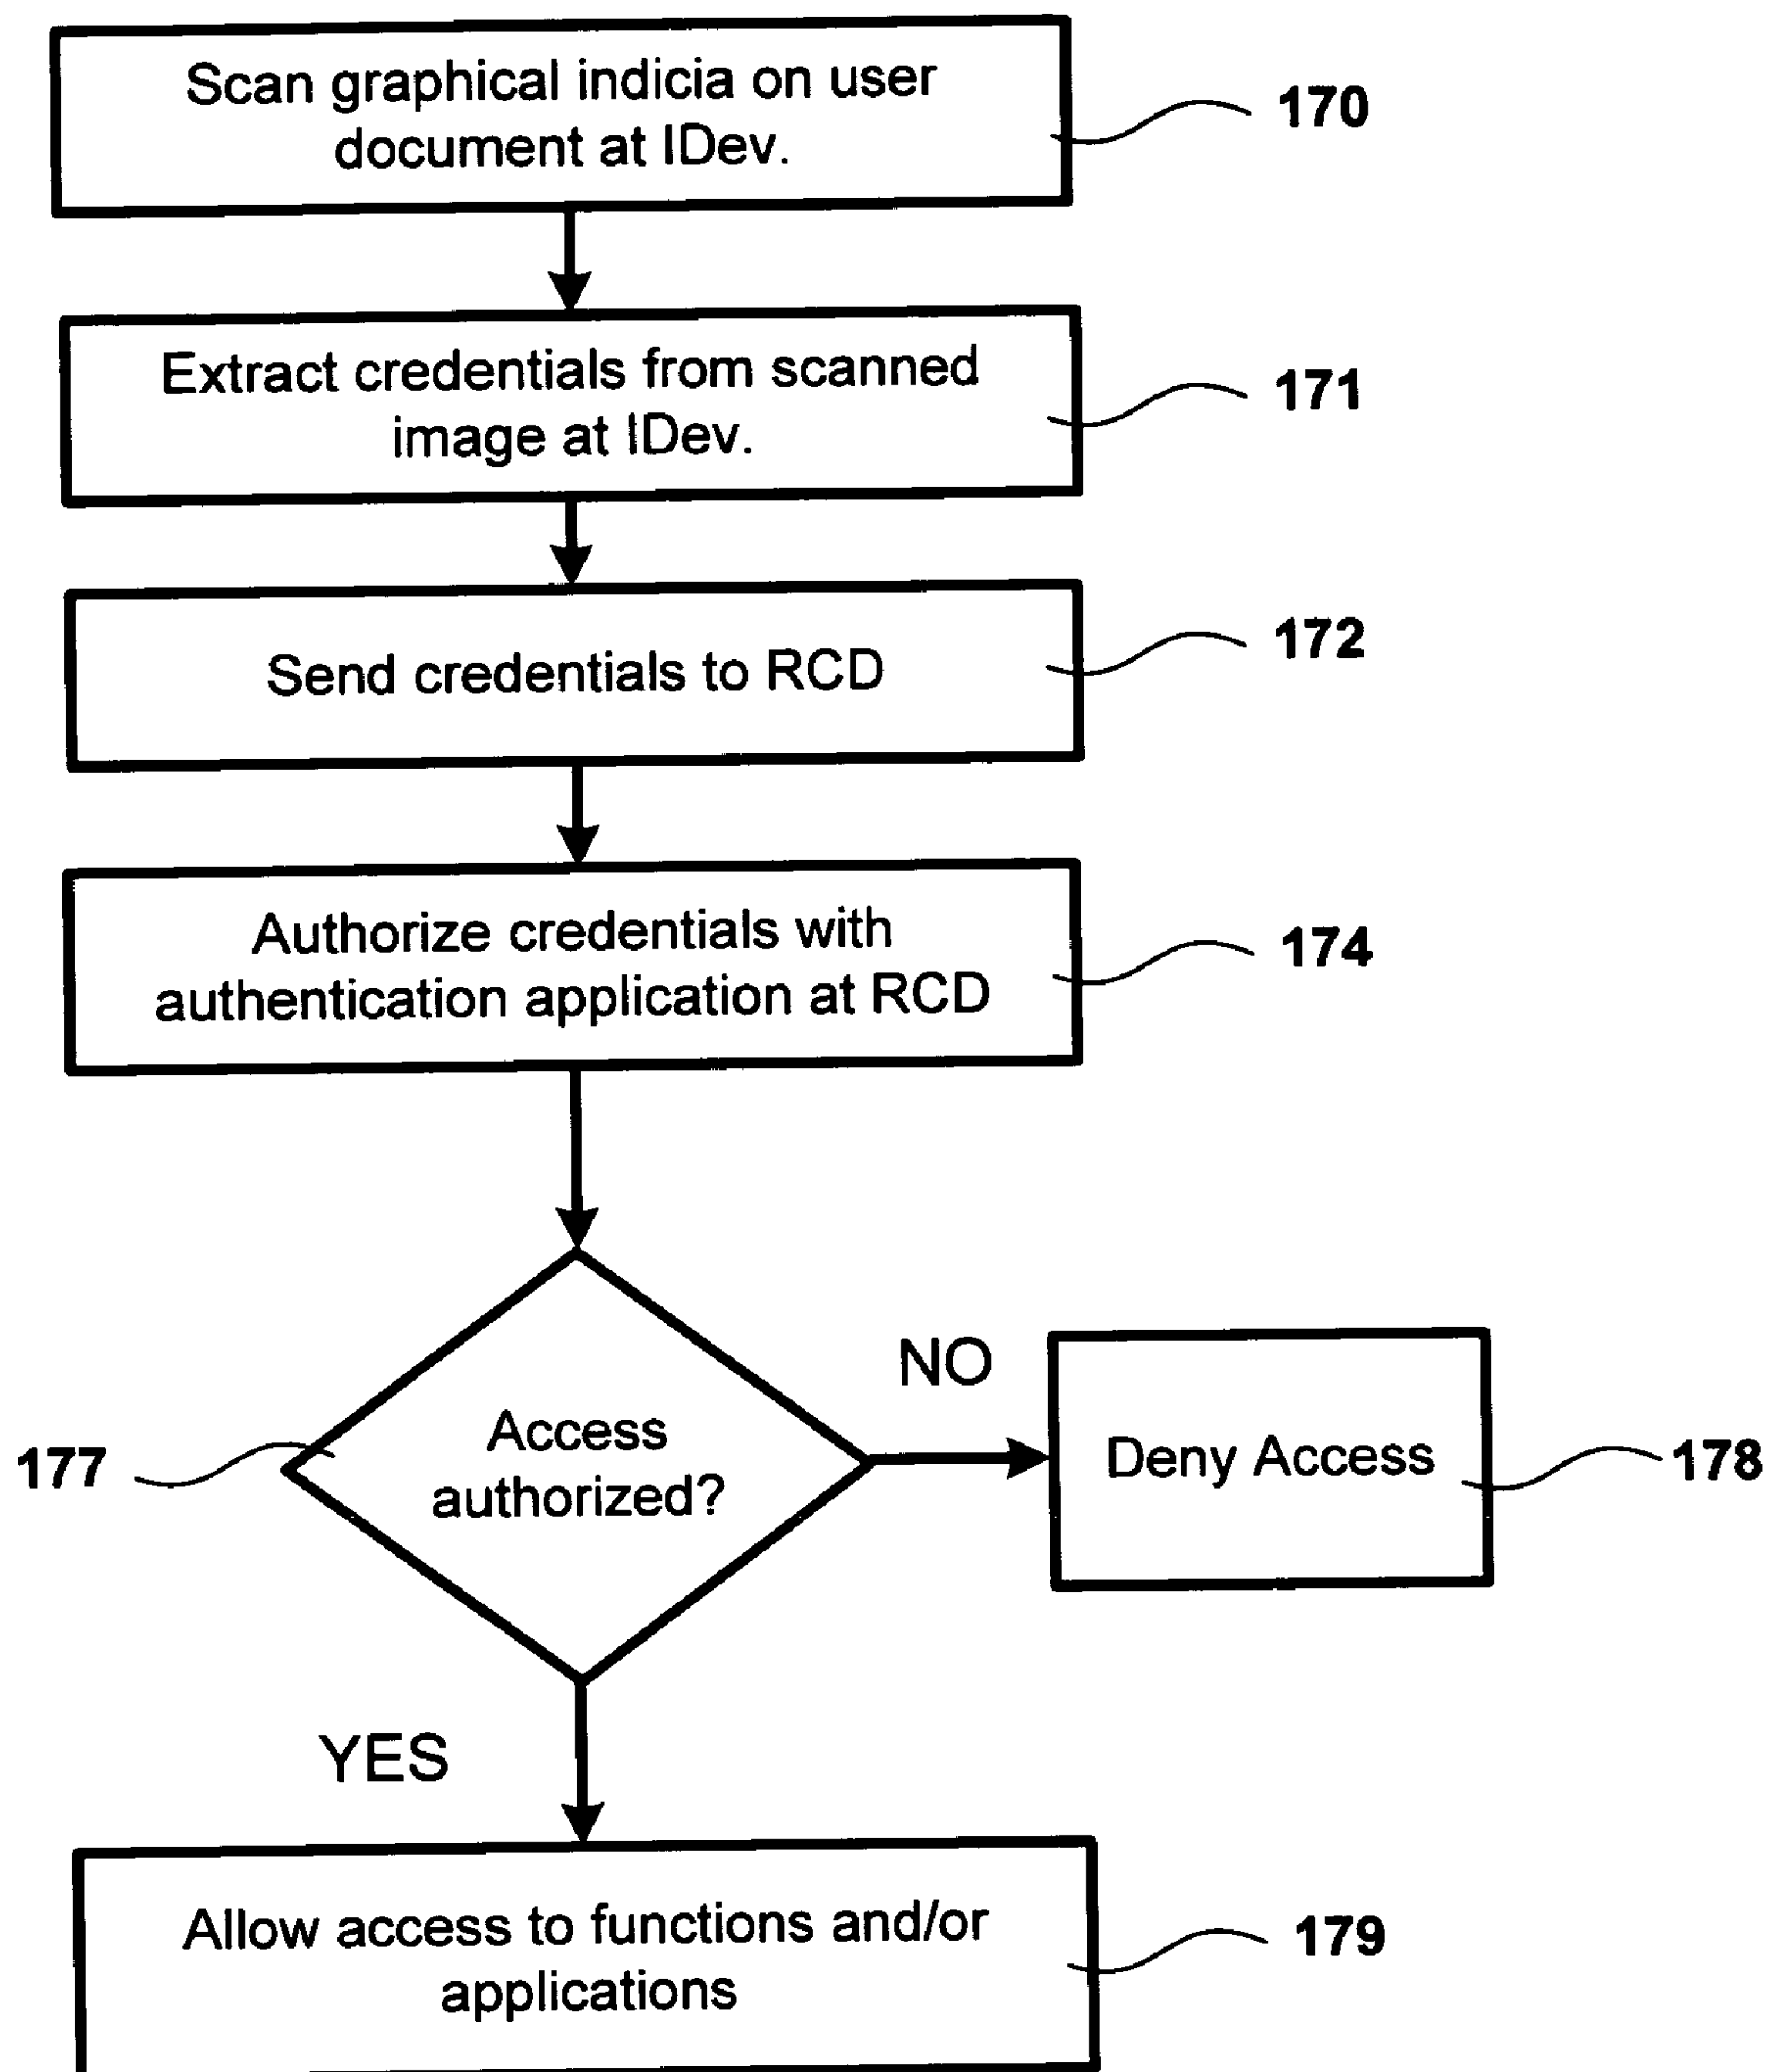 Scan graphical indicia on user
document at IDev.
170
Extract credentials from scanned
image at IDev.
171
Send credentials to RCD
172
Authorize credentials with
authentication application at RCD
174
Access
authorized?
177
NO
Deny Access
178
YES
Allow access to functions and/or
applications
179